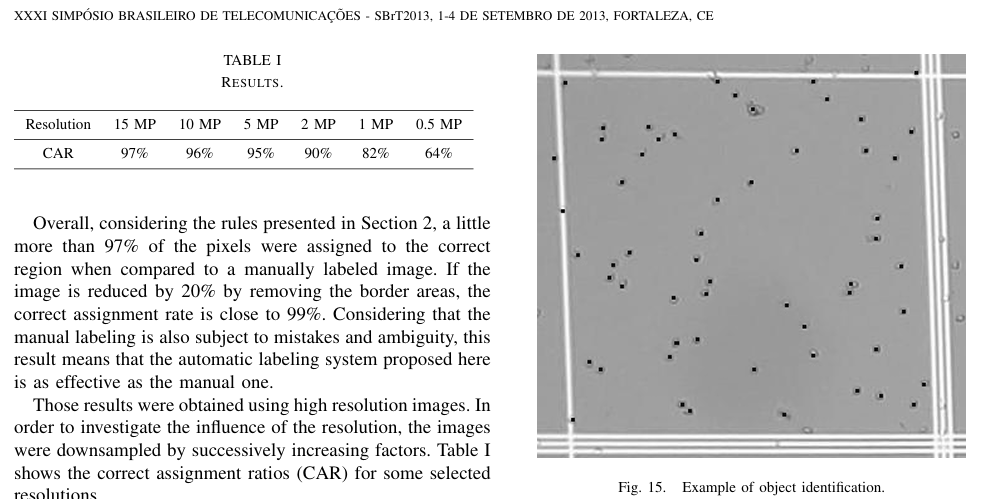 XXXI SIMPÓSIO BRASILEIRO DE TELECOMUNICAÇÕES - SBrT2013, 1-4 DE SETEMBRO DE 2013, FORTALEZA, CE
TABLE I
RESULTS.
Resolution 15 MP 10 MP 5 MP 2 MP 1 MP 0.5 MP
CAR 97% 96% 95% 90% 82% 64%
Overall, considering the rules presented in Section 2, a little
more than 97% of the pixels were assigned to the correct
region when compared to a manually labeled image. If the
image is reduced by 20% by removing the border areas, the
correct assignment rate is close to 99%. Considering that the
manual labeling is also subject to mistakes and ambiguity, this
result means that the automatic labeling system proposed here
is as effective as the manual one.
Those results were obtained using high resolution images. In
order to investigate the influence of the resolution, the images
were downsampled by successively increasing factors. Table I
shows the correct assignment ratios (CAR) for some selected
resolutions.
Fig. 15. Example of object identification.